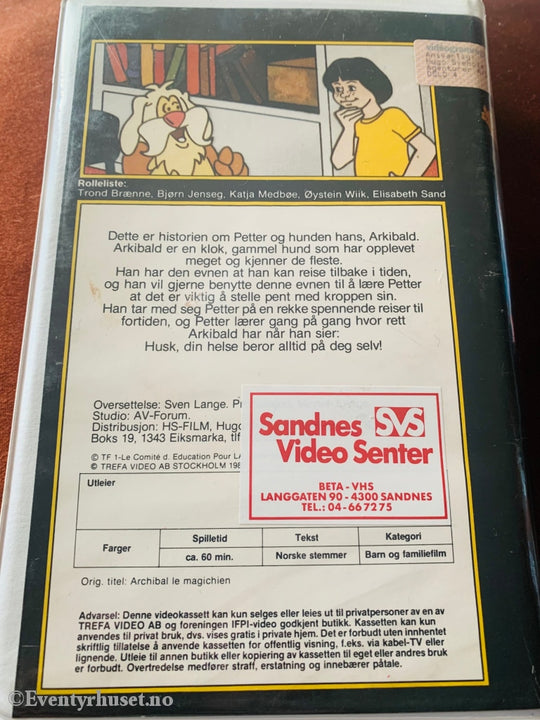 videogramm
Rolleliste:
Trond Brænne, Bjørn Jenseg, Katja Medbøe, Øystein Wiik, Elisabeth Sand
Dette er historien om Petter og hunden hans, Arkibald.
Arkibald er en klok, gammel hund som har opplevet
meget og kjenner de fleste.
Han har den evnen at han kan reise tilbake i tiden,
og han vil gjerne benytte denne evnen til å lære Petter
at det er viktig å stelle pent med kroppen sin.
Han tar med seg Petter på en rekke spennende reiser til
fortiden, og Petter lærer gang på gang hvor rett
Arkibald har når han sier:
Husk, din helse beror alltid på deg selv!
Oversettelse: Sven Lange.
Studio: AV-Forum.
Distribusjon: HS-FILM, Hugo
Boks 19, 1343 Eiksmarka, tlf
© TF 1-Le Comité d. Education Pour
© TREFA VIDEO AB STOCKHOLM 198
Sandnes SVS
Video Senter
BETA - VHS
LANGGATEN 90 - 4300 SANDNES
TEL.: 04-66 72 75
Utleier
Farger Spilletid Tekst Kategori
ca. 60 min. Norske stemmer Barn og familiefilm
Orig. titel: Archibal le magichien
Advarsel: Denne videokassett kan kun selges eller leies ut til privatpersoner av en av
TREFA VIDEO AB og foreningen IFPI-video godkjent butikk. Kassetten kan kun
anvendes til privat bruk, dvs. vises gratis i private hjem. Det er forbudt uten innhentet
skriftlig tillatelse å anvende kassetten for offentlig visning, f.eks. via kabel-TV eller
lignende. Utleie til annen butikk eller kopiering av kassetten til eget eller andres bruk
er forbudt. Overtredelse medfører straff, erstatning og innebærer påtale.
©Eventyrhuset.no